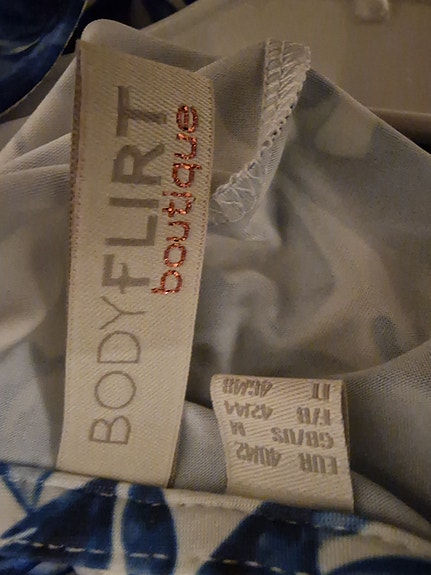 BODYFLIRT
boutique
EUR 40/42
GB/US M
F/B 42/44
IT 46/48